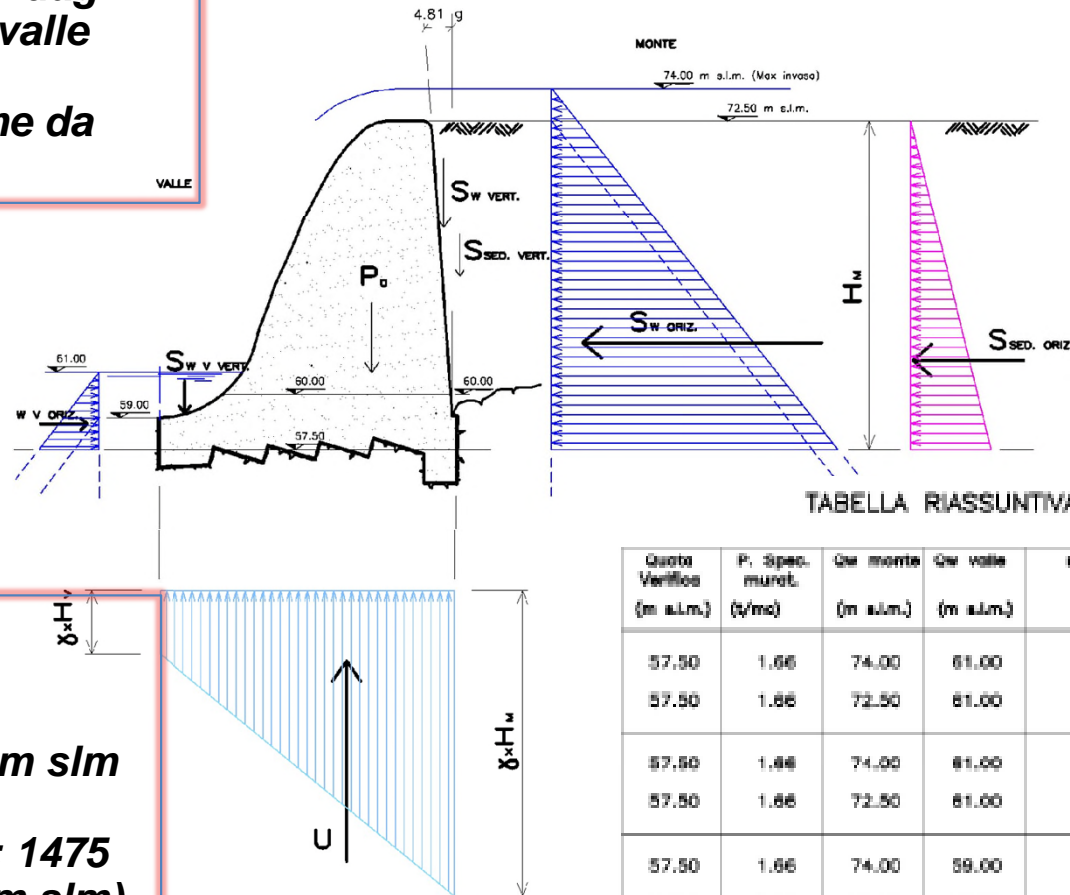 valle
ne da
VALLE
4.81 g
MONTE
74.00 m s.l.m. (Max invaso)
72.50 m s.l.m.
S W VERT.
S SED. VERT.
P
H M
S W ORIZ.
S SED. ORIZ
61.00
S W V VERT.
60.00
60.00
59.00
W V ORIZ.
57.50
TABELLA RIASSUNTIVA
Quota Verifica P. Spec. murat. Qw monte Qw valle
(m s.l.m.) (t/mc) (m s.l.m.) (m s.l.m.)
57.50 1.66 74.00 61.00
57.50 1.66 72.50 61.00
57.50 1.66 74.00 61.00
57.50 1.66 72.50 61.00
57.50 1.66 74.00 59.00
γxH V
γxH M
U
m slm
1475
m slm)